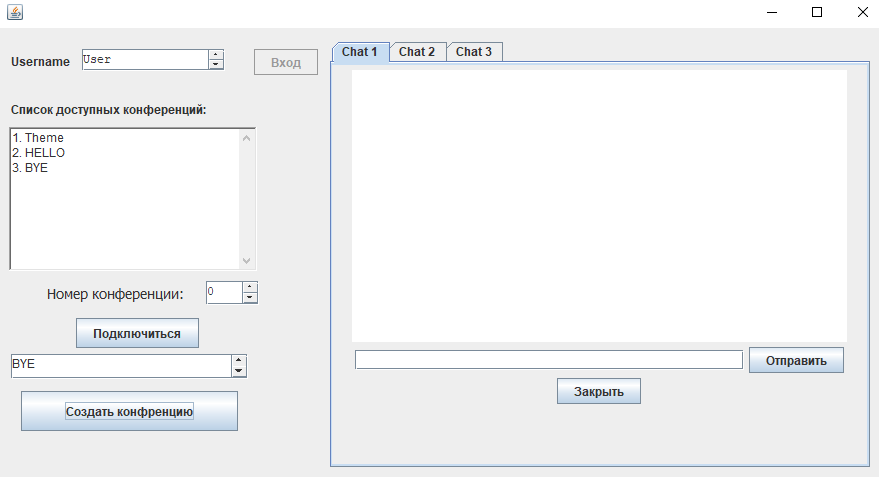 Username
User
Вход
Список доступных конференций:
1. Theme
2. HELLO
3. BYE
Номер конференции:
0
Подключиться
BYE
Создать конфренцию
Chat 1
Chat 2
Chat 3
Отправить
Закрыть